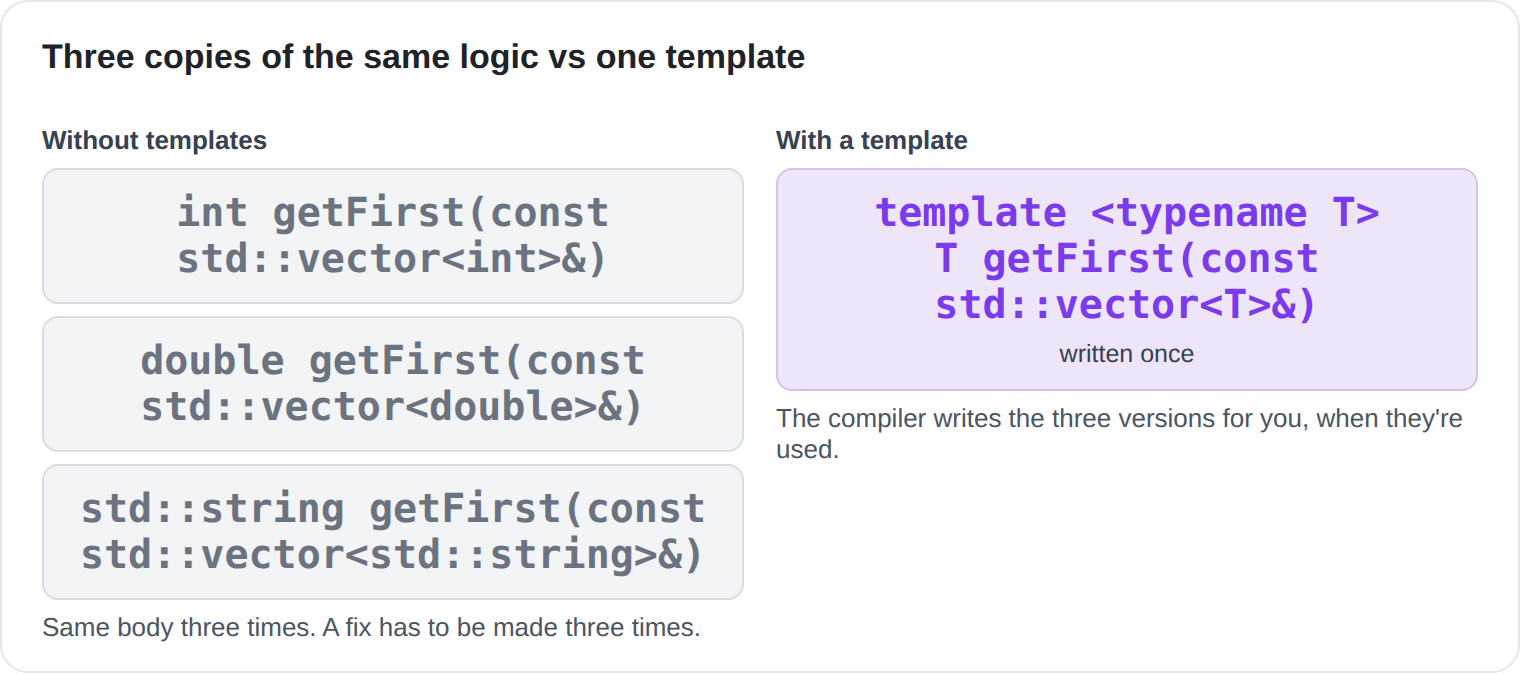 Three copies of the same logic vs one template
Without templates
int getFirst(const
std::vector<int>&)
double getFirst(const
std::vector<double>&)
std::string getFirst(const
std::vector<std::string>&)
Same body three times. A fix has to be made three times.
With a template
template <typename T>
T getFirst(const
std::vector<T>&)
written once
The compiler writes the three versions for you, when they're
used.